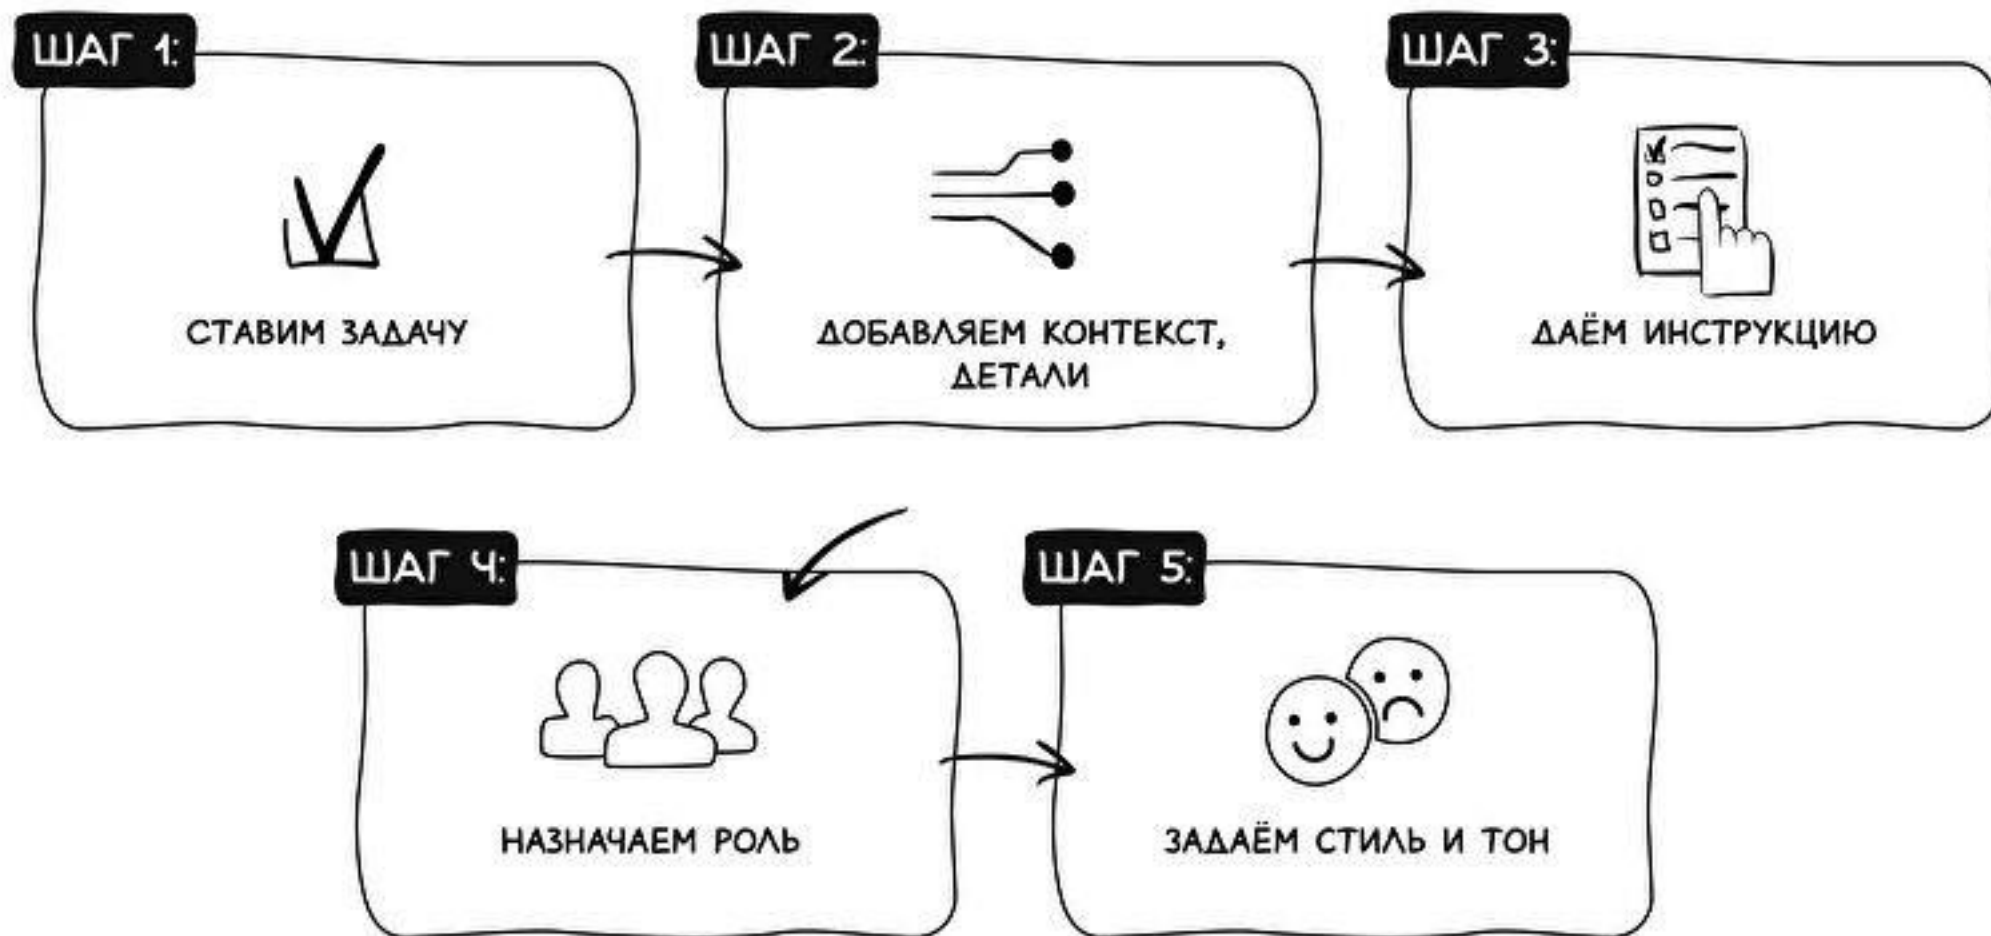 ШАГ 1:
СТАВИМ ЗАДАЧУ
ШАГ 2:
ДОБАВЛЯЕМ КОНТЕКСТ,
ДЕТАЛИ
ШАГ 3:
ДАЁМ ИНСТРУКЦИЮ
ШАГ 4:
НАЗНАЧАЕМ РОЛЬ
ШАГ 5:
ЗАДАЁМ СТИЛЬ И ТОН